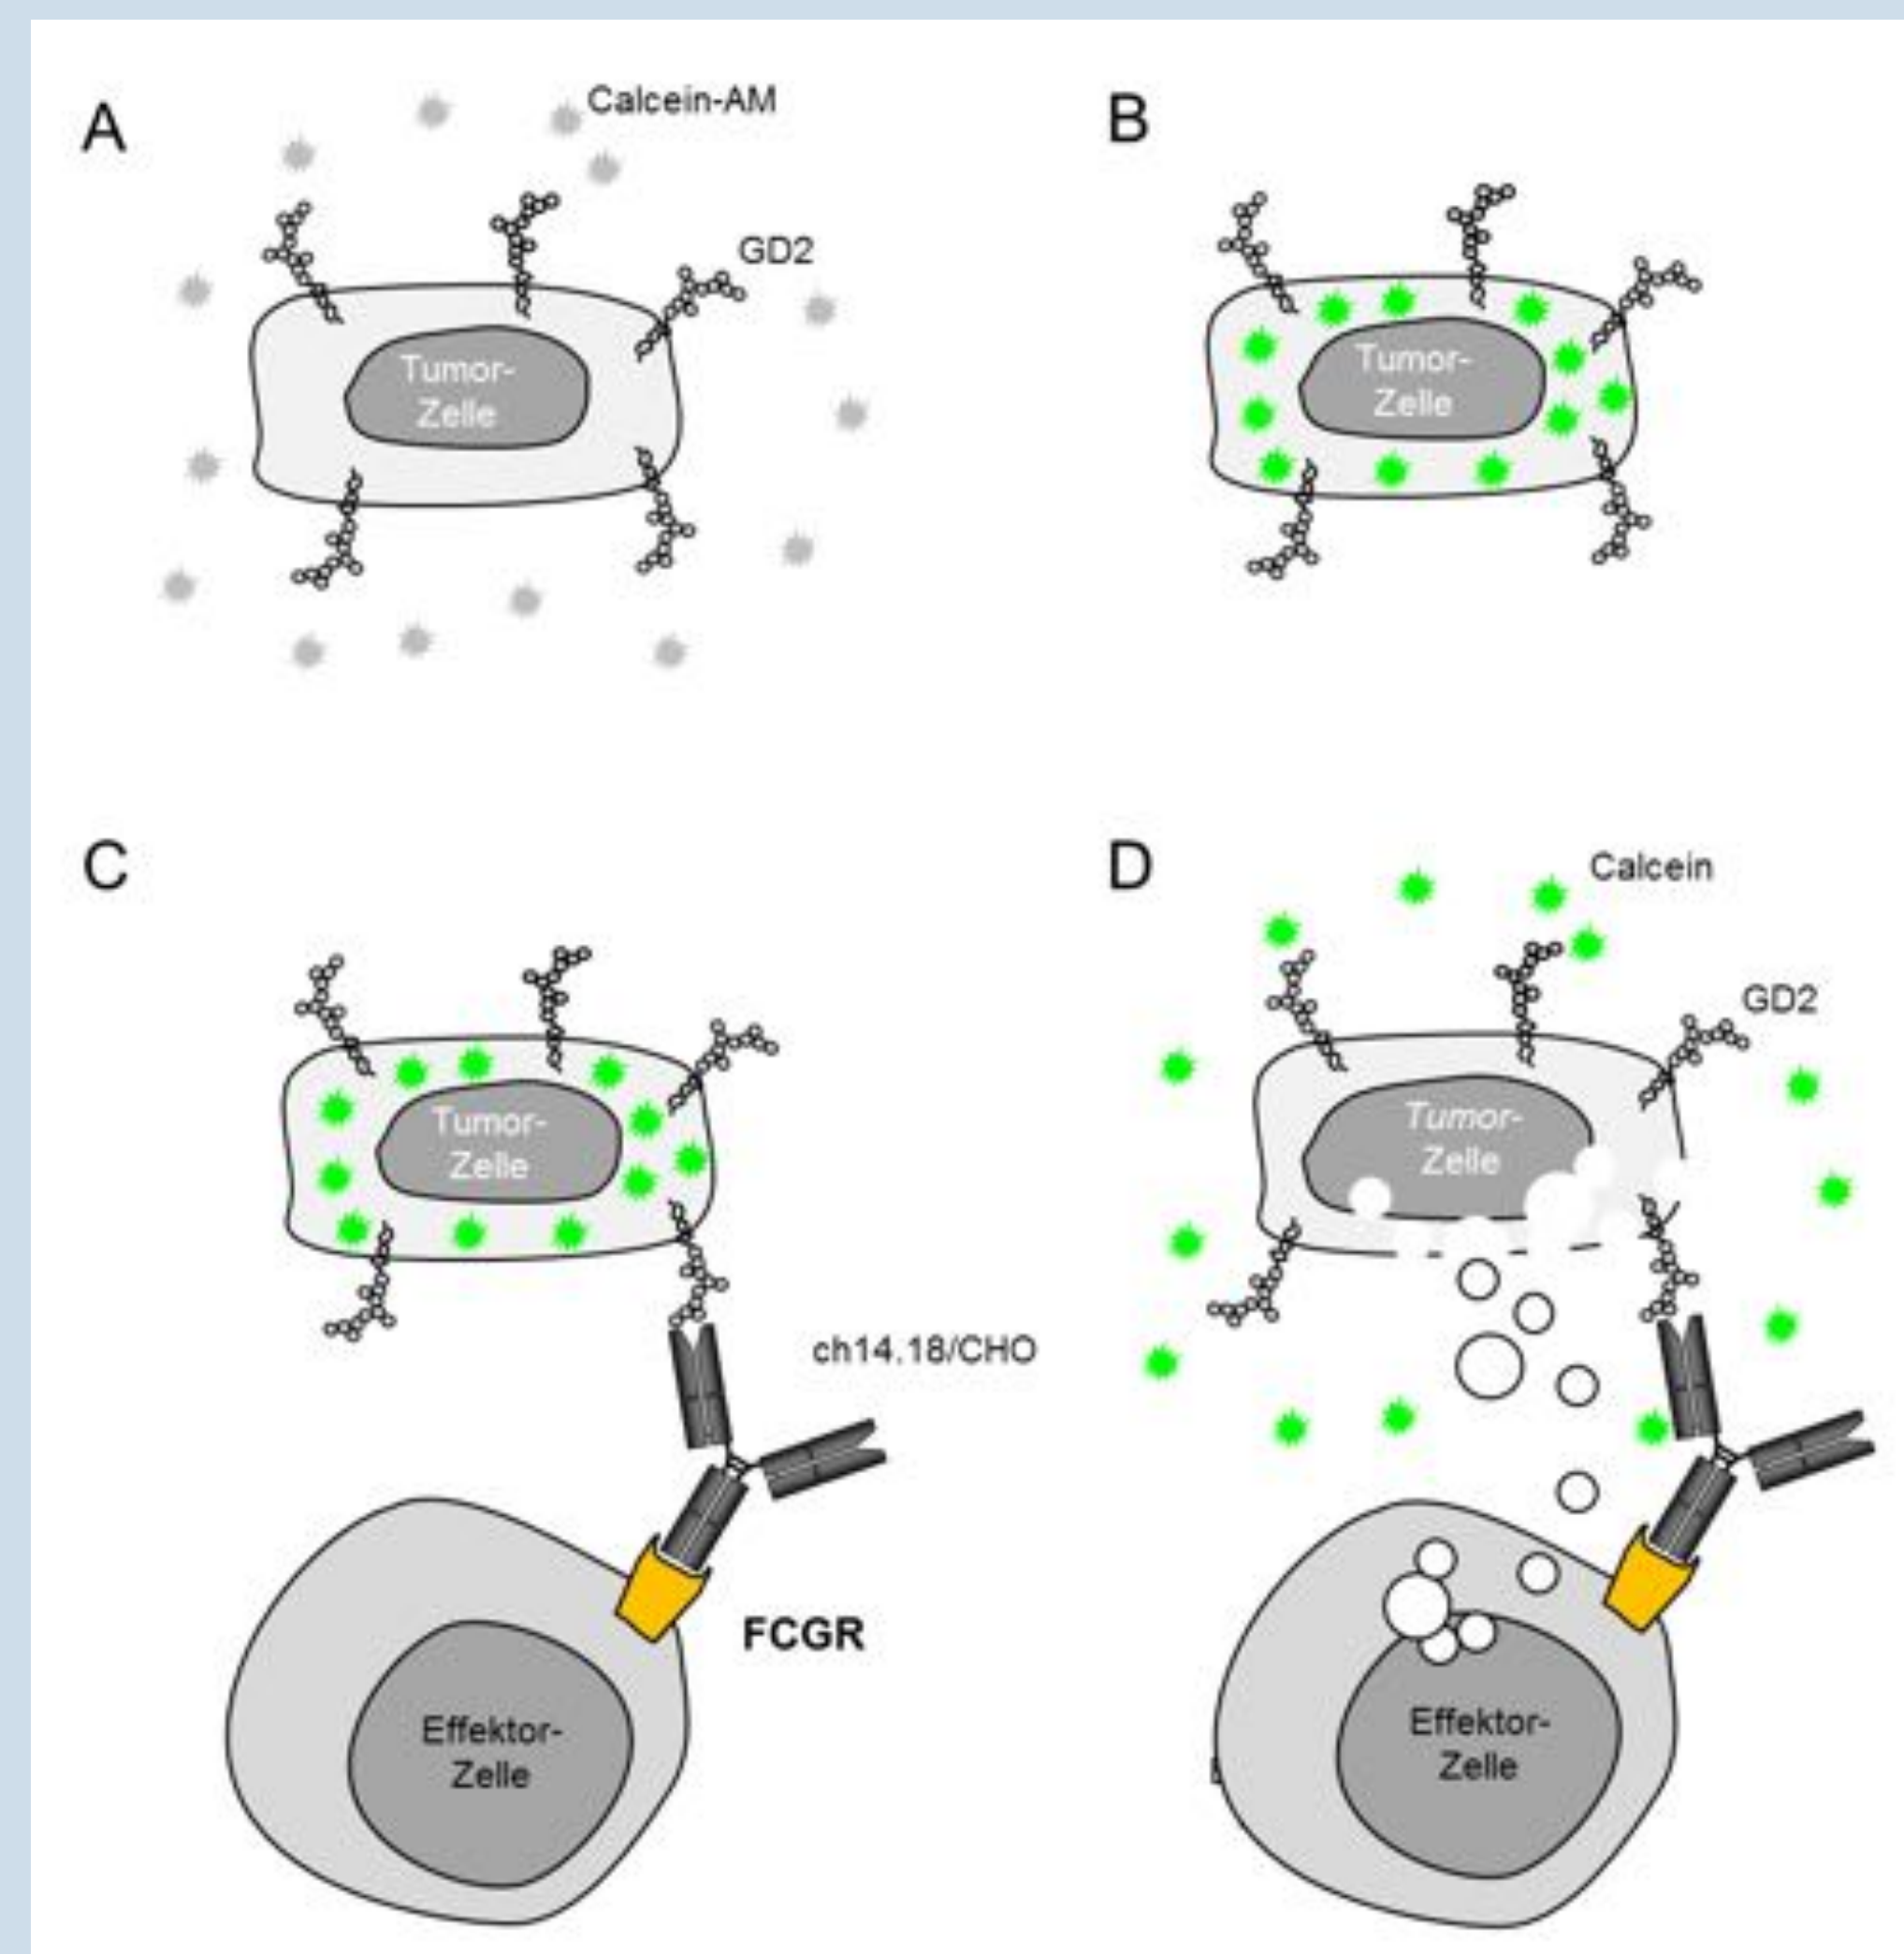 A
Calcein-AM
GD2
Tumor-
Zelle
B
Tumor-
Zelle
C
Tumor-
Zelle
ch14.18/CHO
FCGR
Effektor-
Zelle
D
Calcein
GD2
Tumor-
Zelle
Effektor-
Zelle